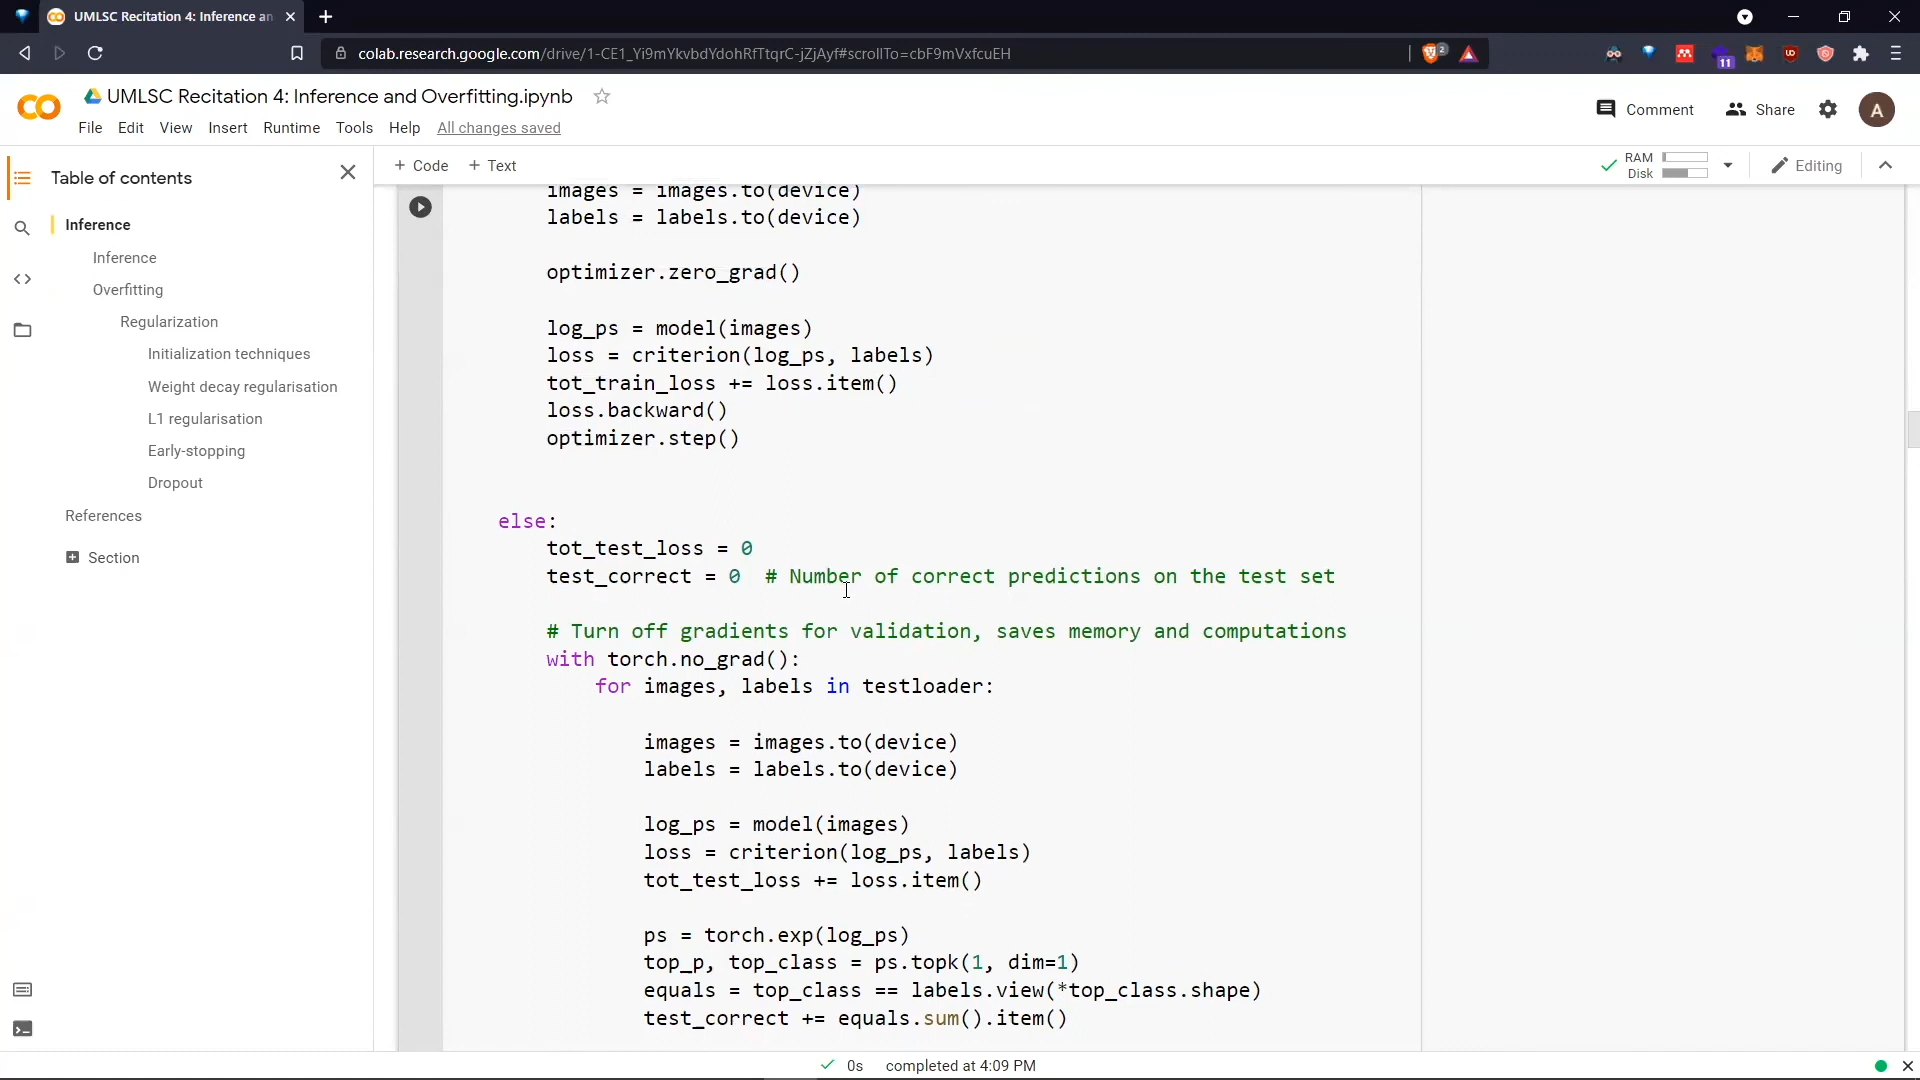 UMLSC Recitation 4: Inference an
colab.research.google.com/drive/1-CE1_Yi9mYkvbdYdohRfTtqrC-jZjAyf#scrollTo=cbF9mVxfcuEH
2
11
UMLSC Recitation 4: Inference and Overfitting.ipynb
Comment
Share
A
File Edit View Insert Runtime Tools Help All changes saved
+ Code + Text
RAM
Disk
Editing
Table of contents
Inference
Inference
Overfitting
Regularization
Initialization techniques
Weight decay regularisation
L1 regularisation
Early-stopping
Dropout
References
Section
images = images.to(device)
labels = labels.to(device)
optimizer.zero_grad()
log_ps = model(images)
loss = criterion(log_ps, labels)
tot_train_loss += loss.item()
loss.backward()
optimizer.step()
else:
tot_test_loss = 0
test_correct = 0  # Number of correct predictions on the test set
# Turn off gradients for validation, saves memory and computations
with torch.no_grad():
for images, labels in testloader:
images = images.to(device)
labels = labels.to(device)
log_ps = model(images)
loss = criterion(log_ps, labels)
tot_test_loss += loss.item()
ps = torch.exp(log_ps)
top_p, top_class = ps.topk(1, dim=1)
equals = top_class == labels.view(*top_class.shape)
test_correct += equals.sum().item()
0s completed at 4:09 PM